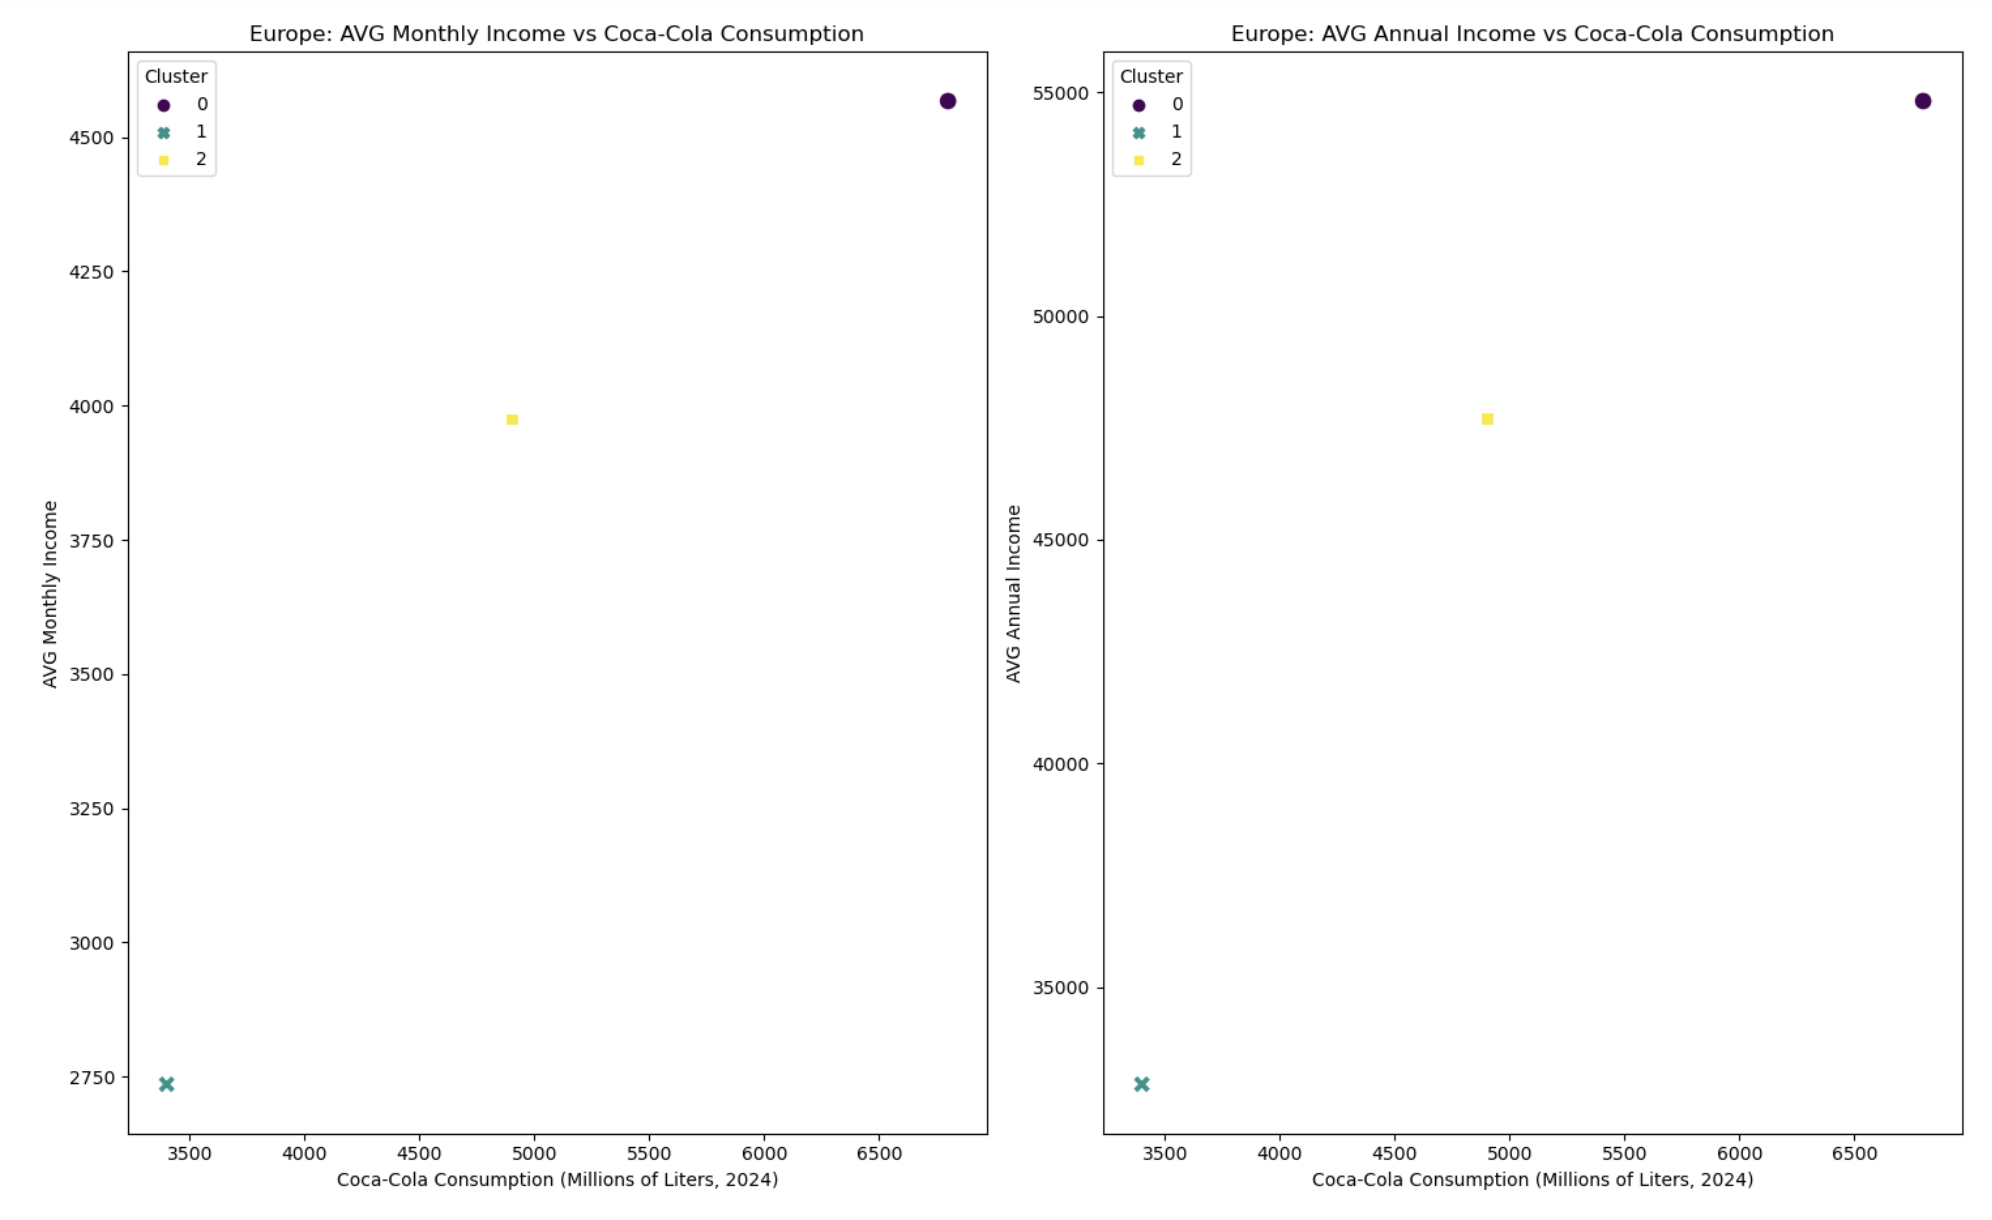 Europe: AVG Monthly Income vs Coca-Cola Consumption
Cluster
0
1
2
4500
4250
4000
3750
3500
3250
3000
2750
AVG Monthly Income
3500 4000 4500 5000 5500 6000 6500
Coca-Cola Consumption (Millions of Liters, 2024)
Europe: AVG Annual Income vs Coca-Cola Consumption
Cluster
0
1
2
55000
50000
45000
40000
35000
AVG Annual Income
3500 4000 4500 5000 5500 6000 6500
Coca-Cola Consumption (Millions of Liters, 2024)